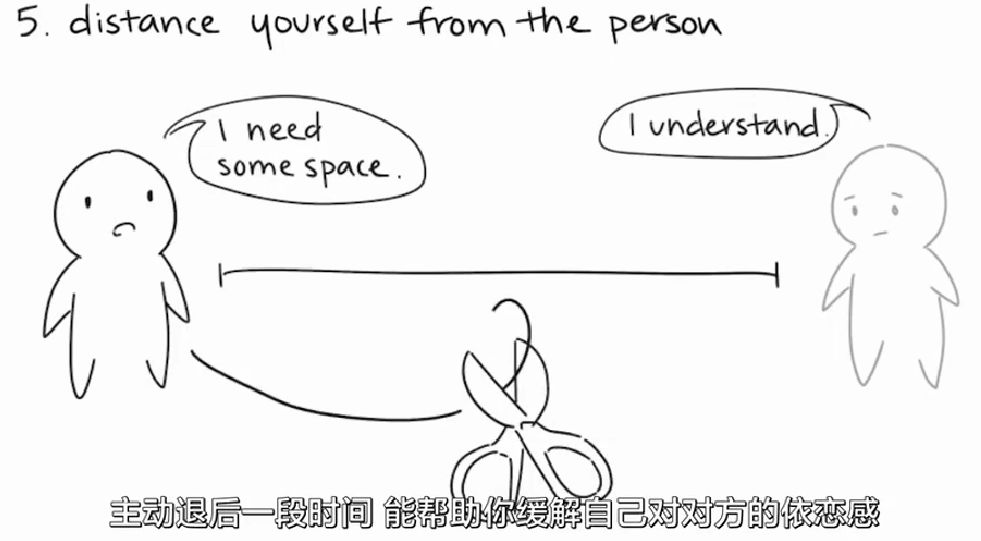 5. distance yourself from the person
I need
some space.
I understand.
主动退后一段时间 能帮助你缓解自己对对方的依恋感